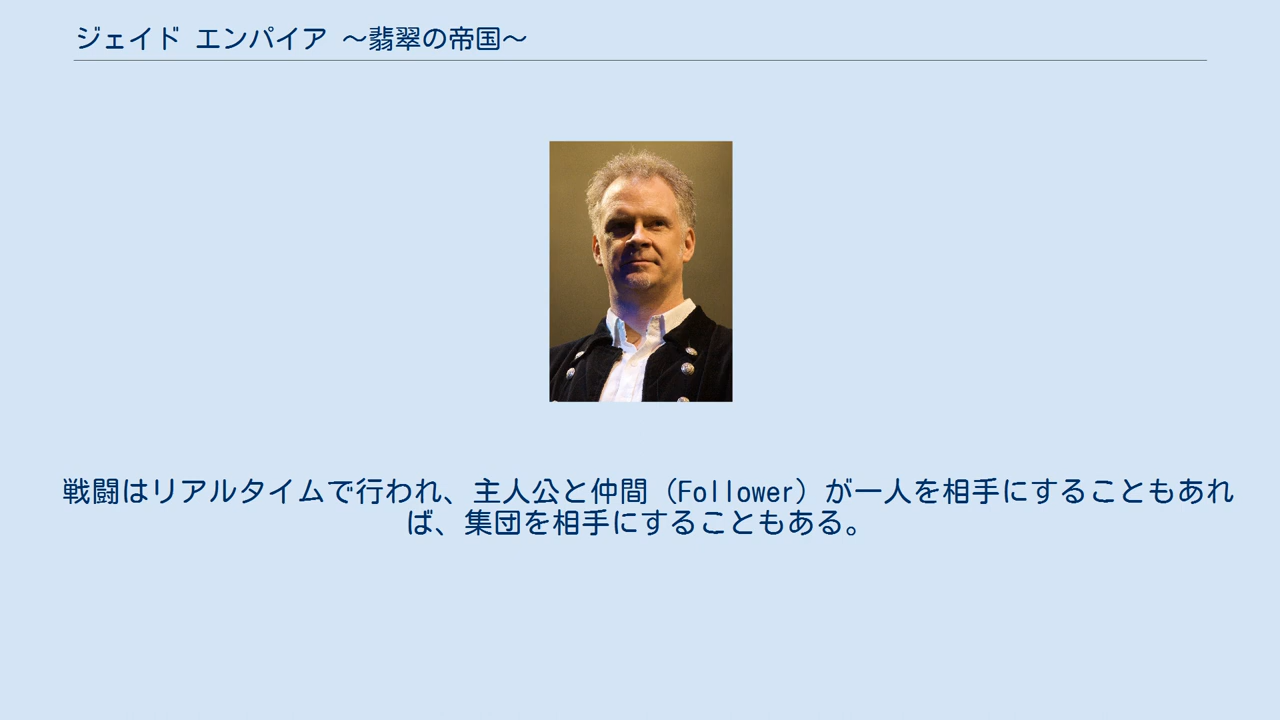 ジェイド エンパイア ～翡翠の帝国～
戦闘はリアルタイムで行われ、主人公と仲間（Follower）が一人を相手にすることもあれ
ば、集団を相手にすることもある。